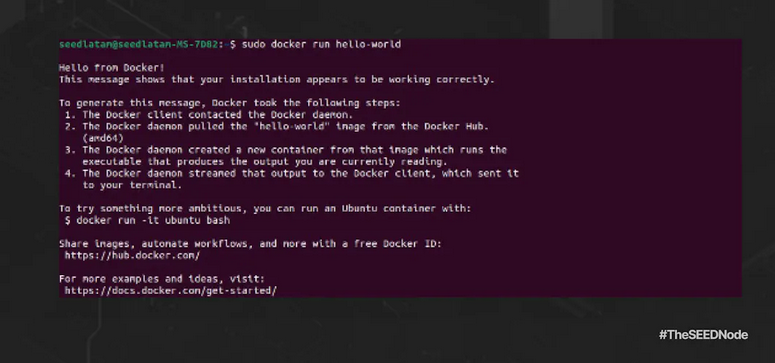 seedlatam@seedlatam-MS-7D82:~$ sudo docker run hello-world
Hello from Docker!
This message shows that your installation appears to be working correctly.
To generate this message, Docker took the following steps:
1. The Docker client contacted the Docker daemon.
2. The Docker daemon pulled the "hello-world" image from the Docker Hub.
(amd64)
3. The Docker daemon created a new container from that image which runs the
executable that produces the output you are currently reading.
4. The Docker daemon streamed that output to the Docker client, which sent it
to your terminal.
To try something more ambitious, you can run an Ubuntu container with:
$ docker run -it ubuntu bash
Share images, automate workflows, and more with a free Docker ID:
https://hub.docker.com/
For more examples and ideas, visit:
https://docs.docker.com/get-started/
#TheSEEDNode